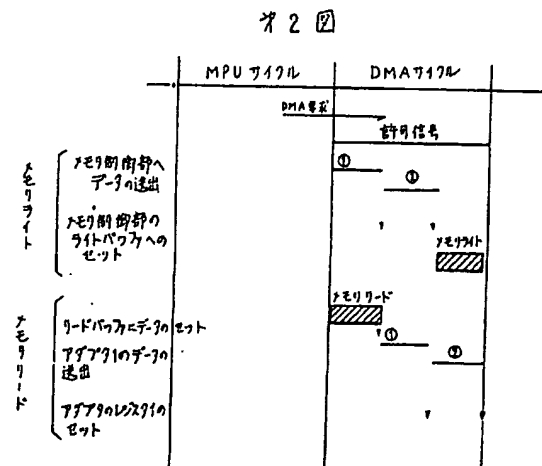 第2図
MPUサイクル
DMAサイクル
DMA要求
許可信号
メモリライト
メモリ制御部へ
データの送出
①
①
メモリ制御部の
ライトバッファへの
セット
メモリライト
メモリリード
メモリリード
リードバッファにデータのセット
アダプタ1のデータの
送出
①
②
アダプタのレジスタ1の
セット